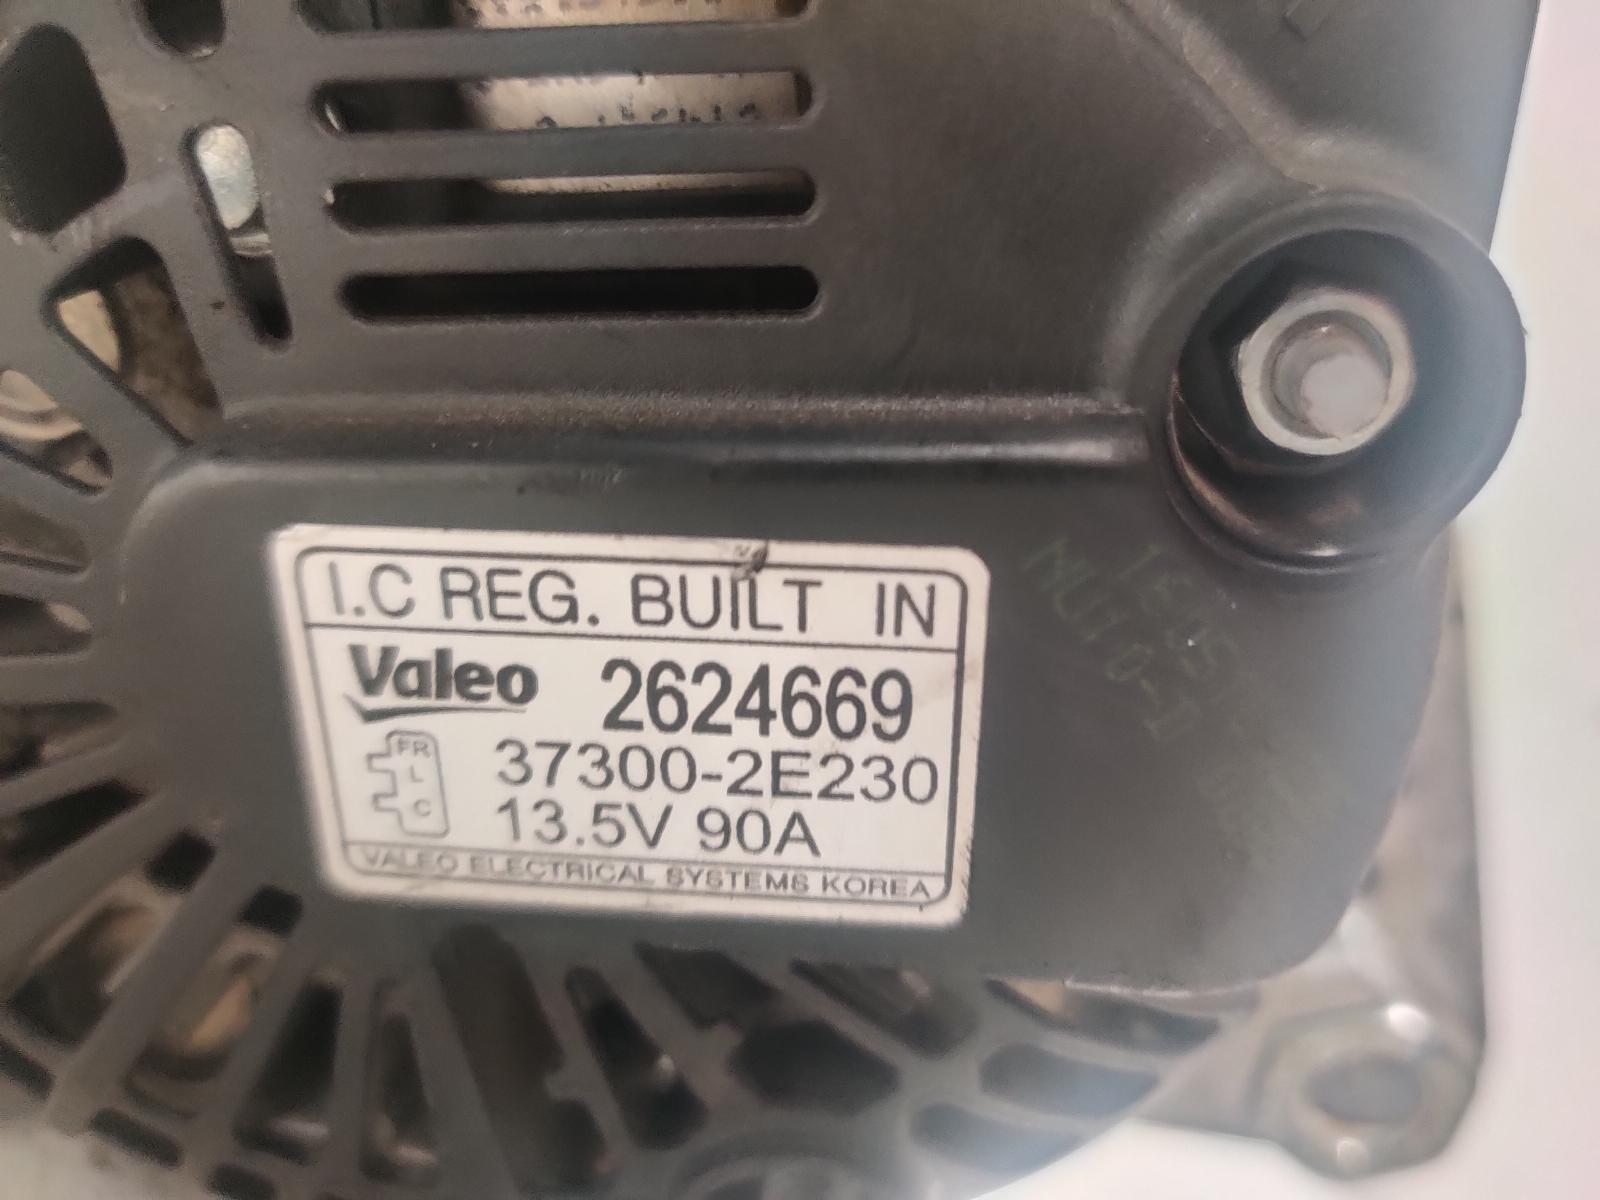 I.C REG. BUILT IN
Valeo 2624669
FR
L
C
37300-2E230
13.5V 90A
VALEO ELECTRICAL SYSTEMS KOREA